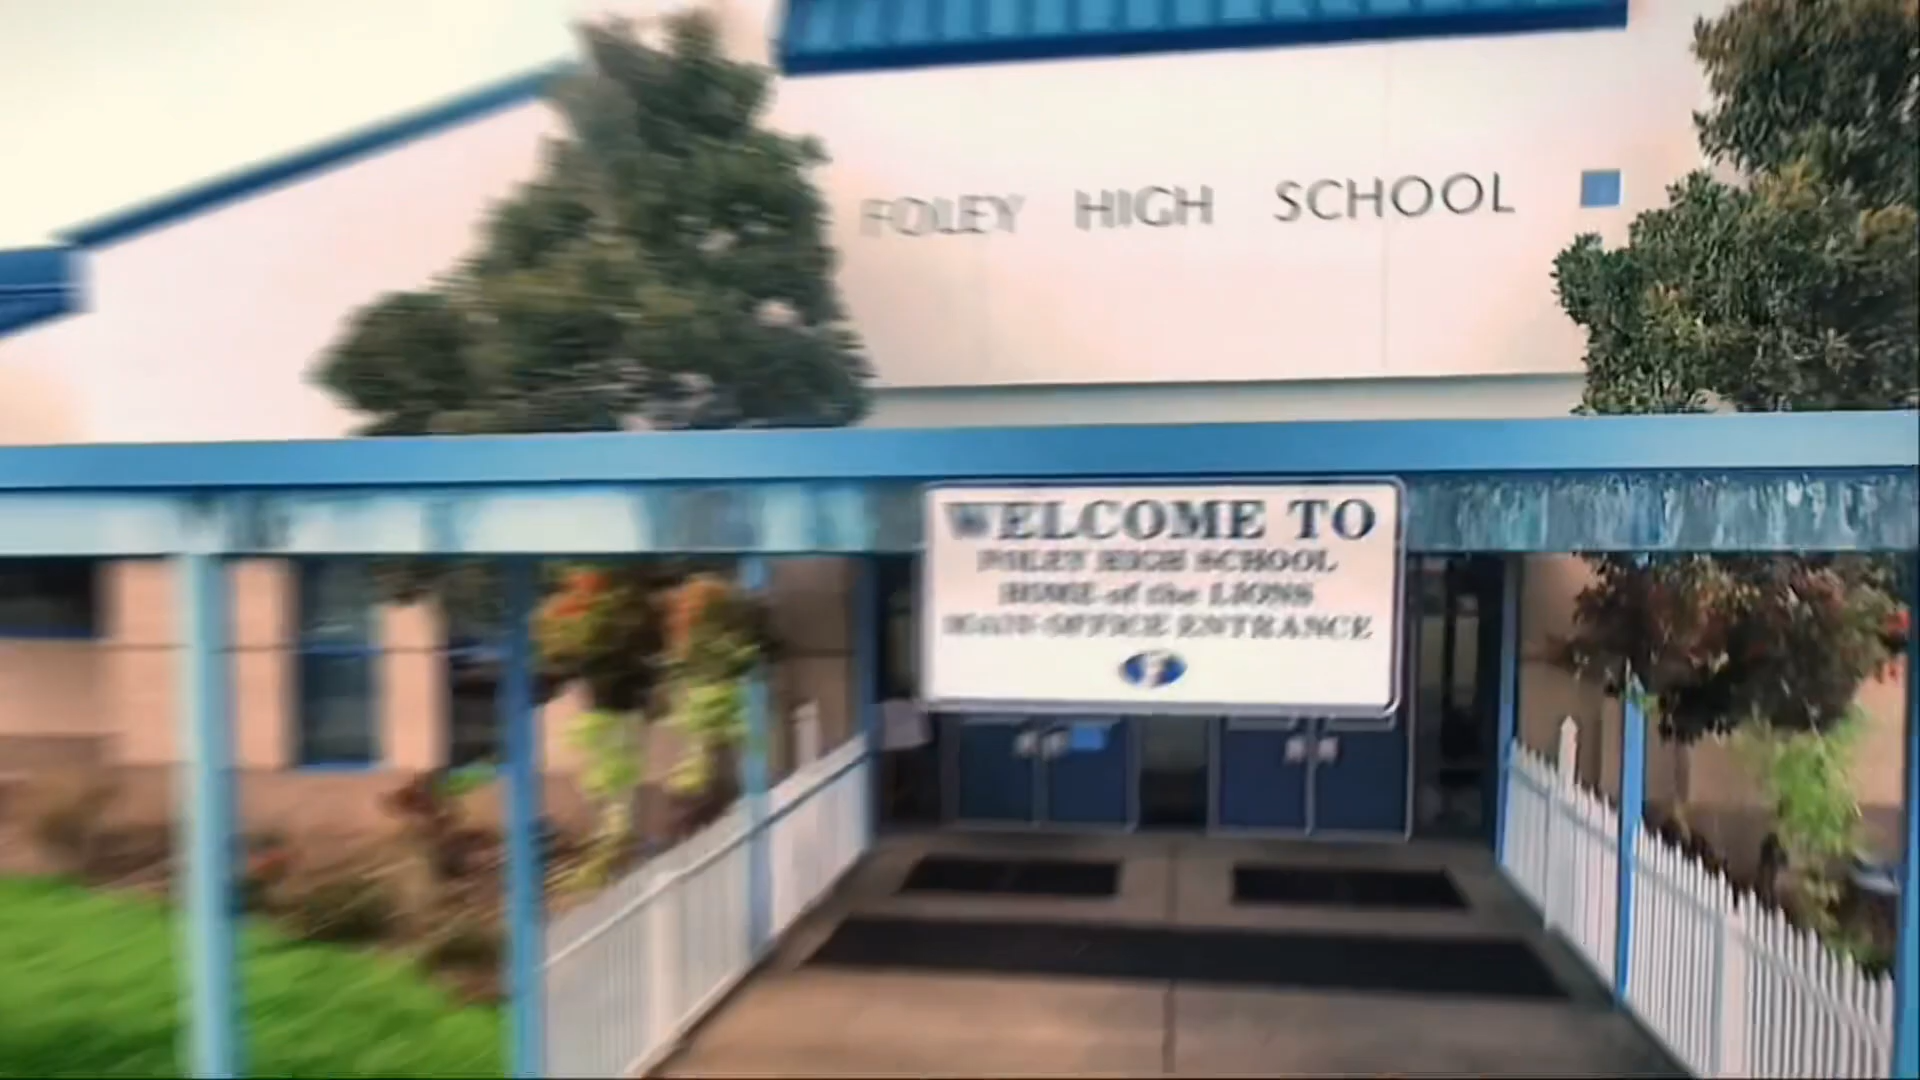 FOLEY HIGH SCHOOL
WELCOME TO
FOLEY HIGH SCHOOL
HOME of the LIONS
MAIN OFFICE ENTRANCE
F